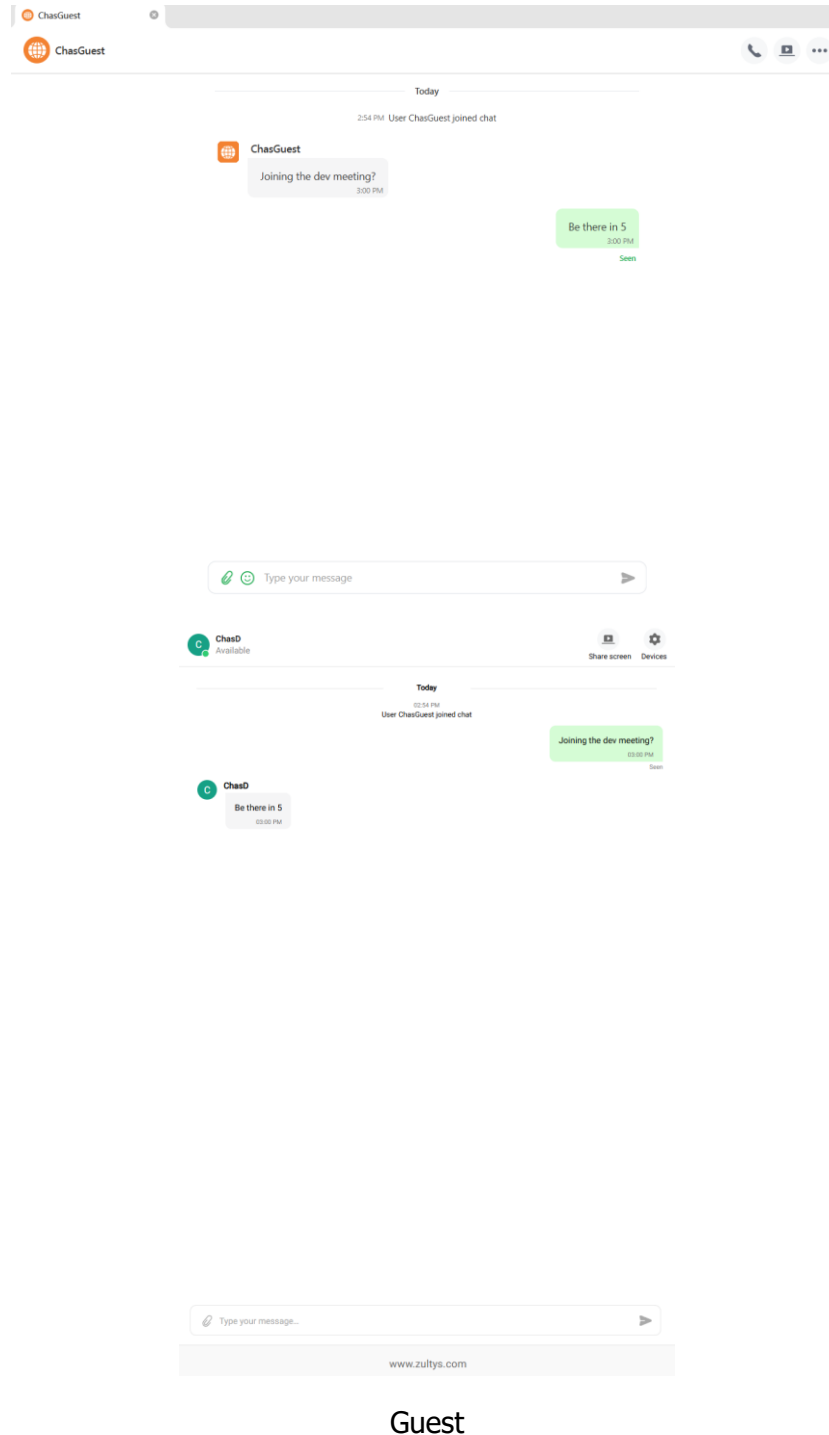 ChasGuest
ChasGuest
Today
2:54 PM User ChasGuest joined chat
ChasGuest
Joining the dev meeting?
3:00 PM
Be there in 5
3:00 PM
Seen
Type your message
ChasD
Available
Share screen Devices
Today
02:54 PM
User ChasGuest joined chat
Joining the dev meeting?
03:00 PM
Seen
C
ChasD
Be there in 5
03:00 PM
Type your message...
www.zultys.com
Guest